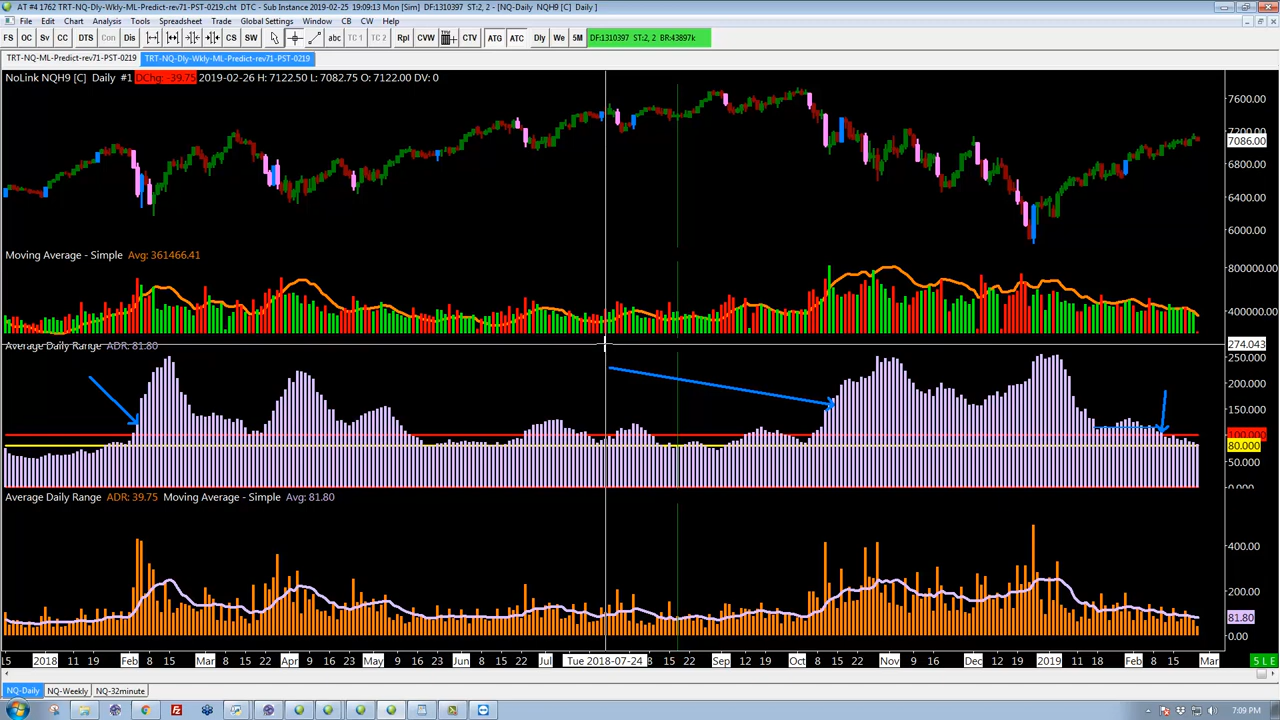 AT #4 1762 TRT-NQ-Dly-Wkly-ML-Predict-rev71-PST-0219.cht DTC - Sub Instance 2019-02-25 19:09:13 Mon [Sim] DF:1310397 ST:2, 2 - [NQ-Daily NQH9 [C] Daily ]
File Edit Chart Analysis Trade Tools Spreadsheet Global Settings Window CB CW Help
FS OC Sv CC DTS Con Dis CS SW abc TC 1 TC 2 Rpl CVW CTV ATG ATC Dly We 5M DF:1310397 ST:2, 2 BR:43897k
TRT-NQ-ML-Predict-rev71-PST-0219 TRT-NQ-Dly-Wkly-ML-Predict-rev71-PST-0219
NoLink NQH9 [C] Daily #1 DChg: -39.75 2019-02-26 H: 7122.50 L: 7082.75 O: 7122.00 DV: 0
7600.00
7200.00
7086.00
6800.00
6400.00
6000.00
Moving Average - Simple Avg: 361466.41
800000.00
400000.00
Average Daily Range ADR: 81.80
274.043
250.000
200.000
150.000
100.000
80.000
50.000
0.000
Average Daily Range ADR: 39.75 Moving Average - Simple Avg: 81.80
400.00
200.00
81.80
0.00
15 2018 11 19 Feb 8 15 Mar 8 15 22 Apr 9 16 23 May 9 16 23 Jun 8 15 22 Jul Tue 2018-07-24 8 15 22 Sep 12 19 Oct 8 15 22 Nov 9 16 Dec 12 19 2019 11 18 Feb 8 15 Mar
5 L E
NQ-Daily NQ-Weekly NQ-32minute
7:09 PM